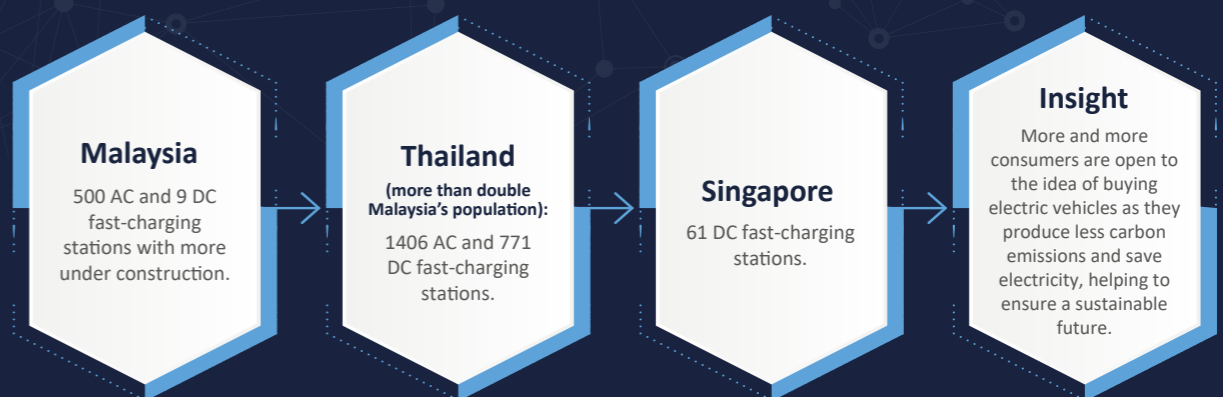 Malaysia
500 AC and 9 DC
fast-charging
stations with more
under construction.
Thailand
(more than double
Malaysia's population):
1406 AC and 771
DC fast-charging
stations.
Singapore
61 DC fast-charging
stations.
Insight
More and more
consumers are open to
the idea of buying
electric vehicles as they
produce less carbon
emissions and save
electricity, helping to
ensure a sustainable
future.